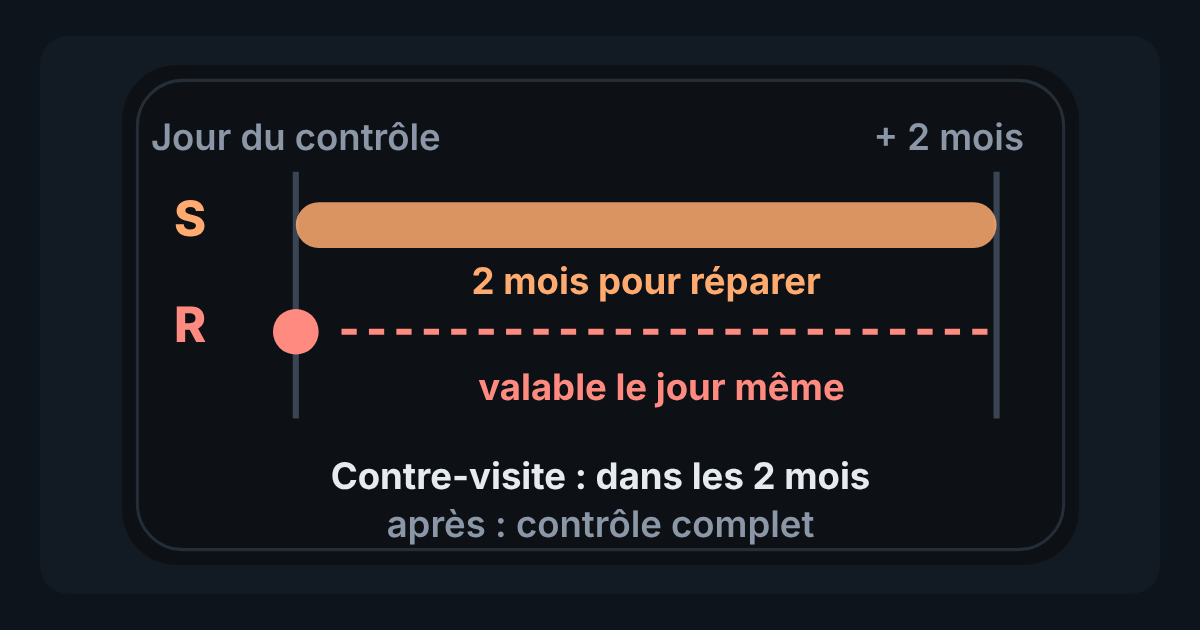 Jour du contrôle
+ 2 mois
S
2 mois pour réparer
R
valable le jour même
Contre-visite : dans les 2 mois
après : contrôle complet